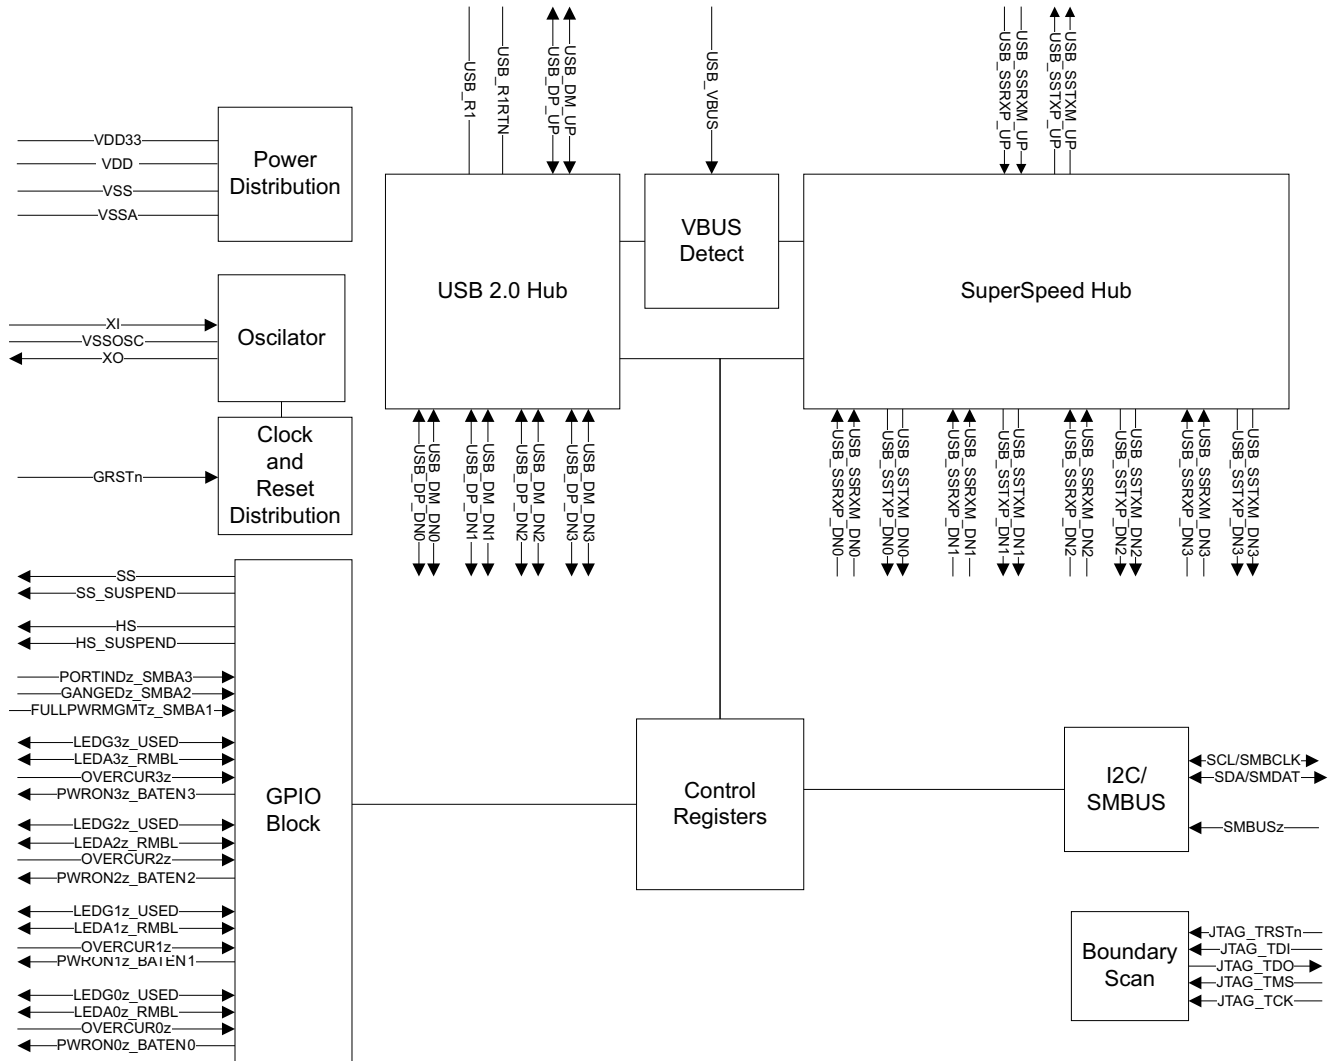 USB_R1
USB_R1RTN
USB_DP_UP
USB_DM_UP
USB_VBUS
USB_SSRXP_UP
USB_SSRXM_UP
USB_SSTXP_UP
USB_SSTXM_UP
VDD33
VDD
VSS
VSSA
Power
Distribution
USB 2.0 Hub
VBUS
Detect
SuperSpeed Hub
XI
VSSOSC
XO
Oscilator
GRSTn
Clock
and
Reset
Distribution
USB_DP_DN0
USB_DM_DN0
USB_DP_DN1
USB_DM_DN1
USB_DP_DN2
USB_DM_DN2
USB_DP_DN3
USB_DM_DN3
USB_SSRXP_DN0
USB_SSRXM_DN0
USB_SSTXP_DN0
USB_SSTXM_DN0
USB_SSRXP_DN1
USB_SSRXM_DN1
USB_SSTXP_DN1
USB_SSTXM_DN1
USB_SSRXP_DN2
USB_SSRXM_DN2
USB_SSTXP_DN2
USB_SSTXM_DN2
USB_SSRXP_DN3
USB_SSRXM_DN3
USB_SSTXP_DN3
USB_SSTXM_DN3
SS
SS_SUSPEND
HS
HS_SUSPEND
PORTINDz_SMBA3
GANGEDz_SMBA2
FULLPWRMGMTz_SMBA1
LEDG3z_USED
LEDA3z_RMBL
OVERCUR3z
PWRON3z_BATEN3
LEDG2z_USED
LEDA2z_RMBL
OVERCUR2z
PWRON2z_BATEN2
LEDG1z_USED
LEDA1z_RMBL
OVERCUR1z
PWRON1z_BATEN1
LEDG0z_USED
LEDA0z_RMBL
OVERCUR0z
PWRON0z_BATEN0
GPIO
Block
Control
Registers
I2C/
SMBUS
SCL/SMBCLK
SDA/SMDAT
SMBUSz
Boundary
Scan
JTAG_TRSTn
JTAG_TDI
JTAG_TDO
JTAG_TMS
JTAG_TCK